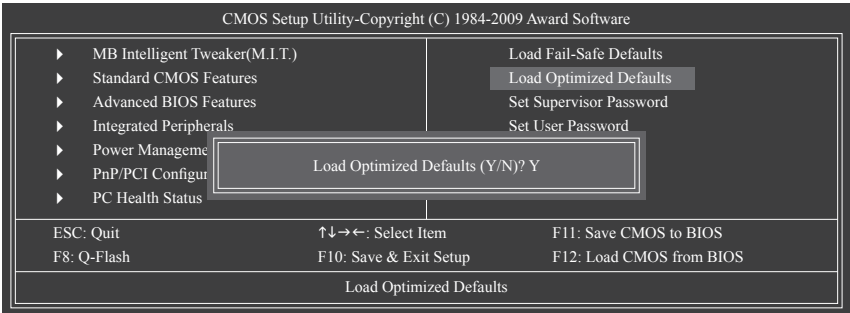 CMOS Setup Utility-Copyright (C) 1984-2009 Award Software
MB Intelligent Tweaker(M.I.T.)
Standard CMOS Features
Advanced BIOS Features
Integrated Peripherals
Power Manageme
PnP/PCI Configur
PC Health Status
Load Fail-Safe Defaults
Load Optimized Defaults
Set Supervisor Password
Set User Password
Load Optimized Defaults (Y/N)? Y
ESC: Quit ↑↓→←: Select Item F11: Save CMOS to BIOS
F8: Q-Flash F10: Save & Exit Setup F12: Load CMOS from BIOS
Load Optimized Defaults